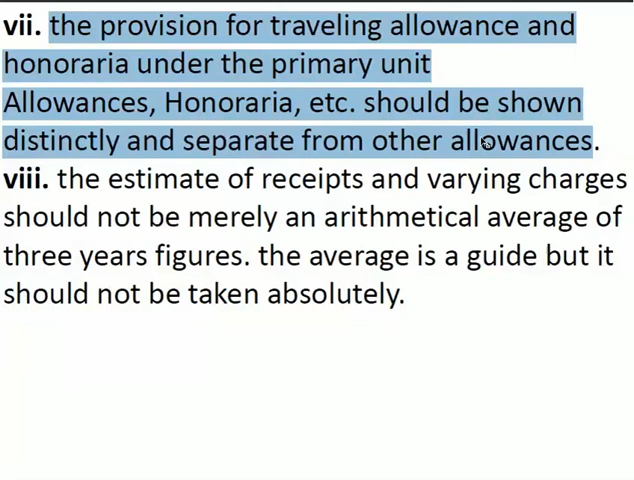 vii. the provision for traveling allowance and
honoraria under the primary unit
Allowances, Honoraria, etc. should be shown
distinctly and separate from other allowances.
viii. the estimate of receipts and varying charges
should not be merely an arithmetical average of
three years figures. the average is a guide but it
should not be taken absolutely.